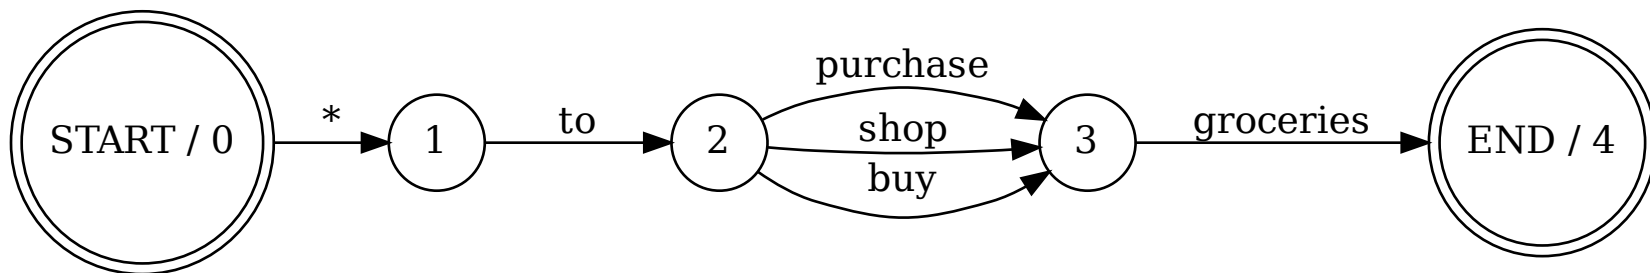 START / 0
*
1
to
2
purchase
shop
buy
3
groceries
END / 4